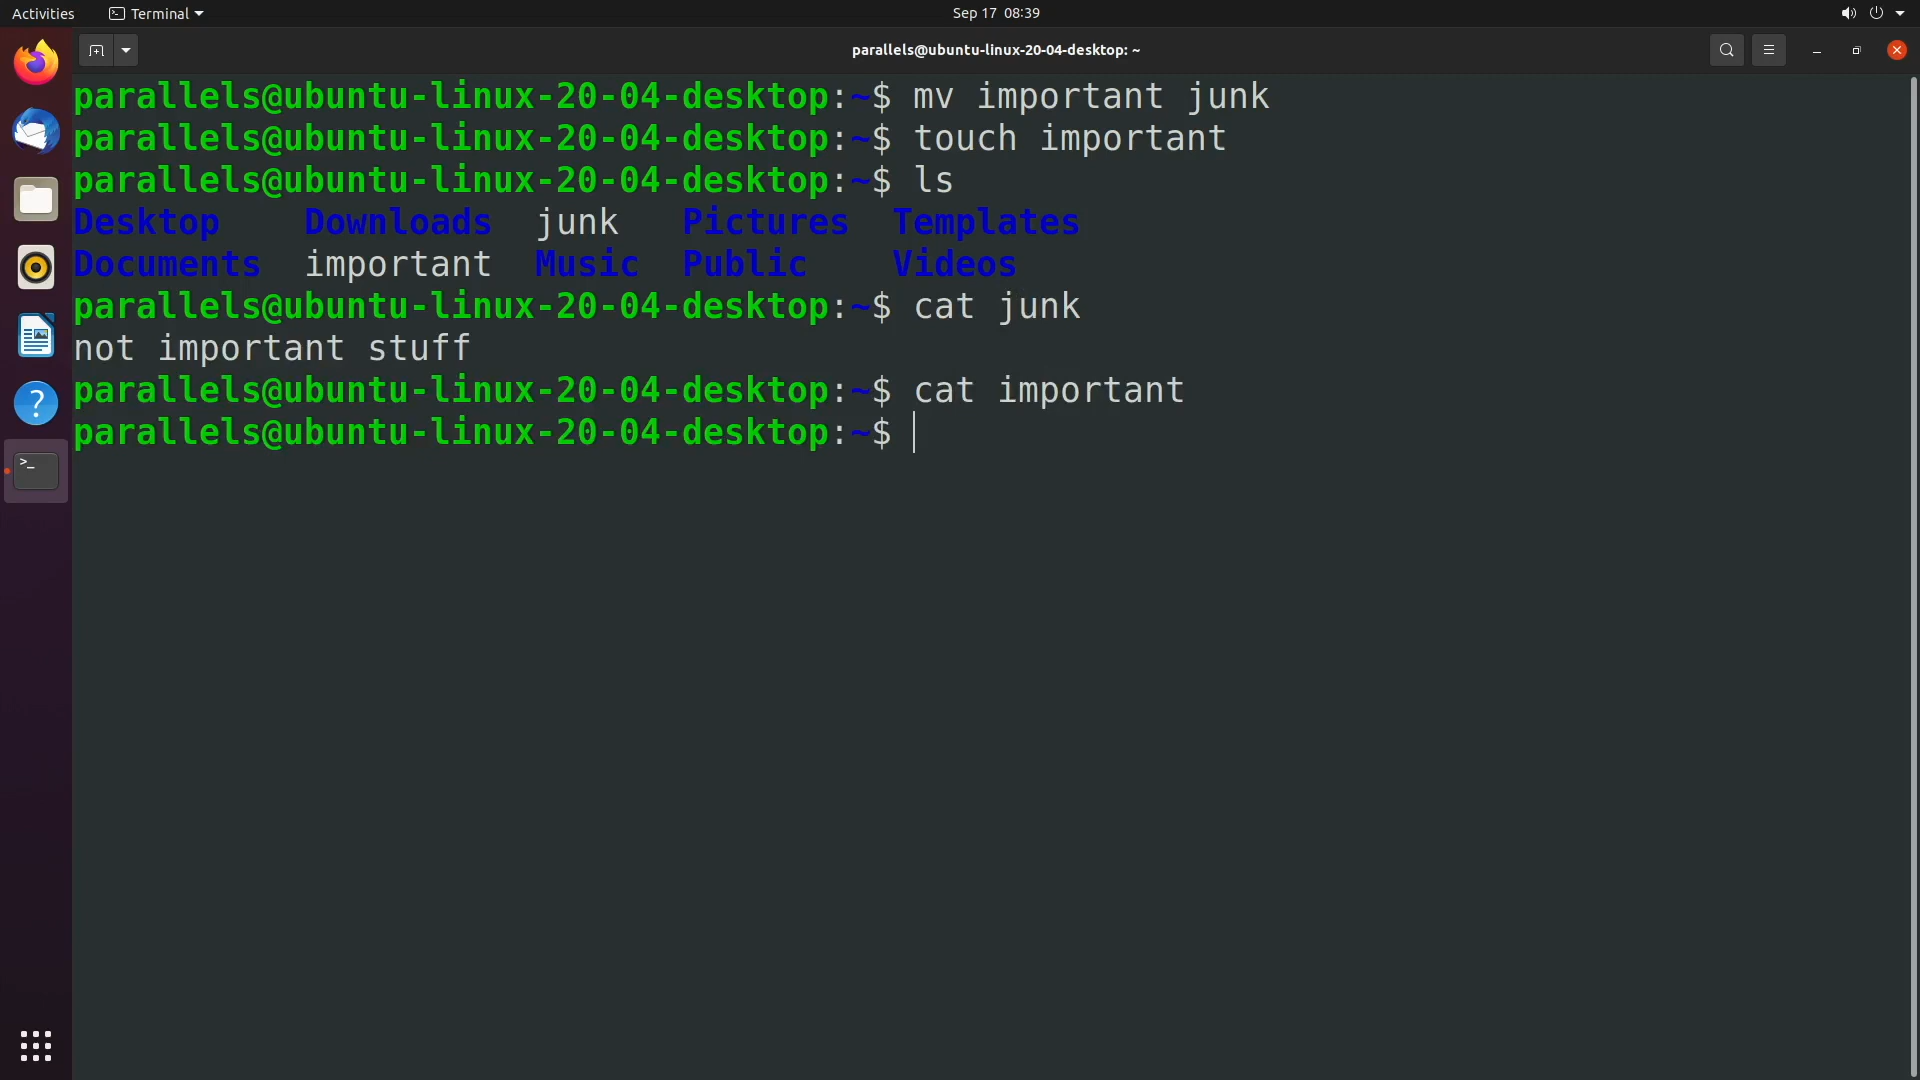 Activities Terminal Sep 17 08:39
parallels@ubuntu-linux-20-04-desktop: ~
parallels@ubuntu-linux-20-04-desktop:~$ mv important junk
parallels@ubuntu-linux-20-04-desktop:~$ touch important
parallels@ubuntu-linux-20-04-desktop:~$ ls
Desktop Downloads junk Pictures Templates
Documents important Music Public Videos
parallels@ubuntu-linux-20-04-desktop:~$ cat junk
not important stuff
parallels@ubuntu-linux-20-04-desktop:~$ cat important
parallels@ubuntu-linux-20-04-desktop:~$